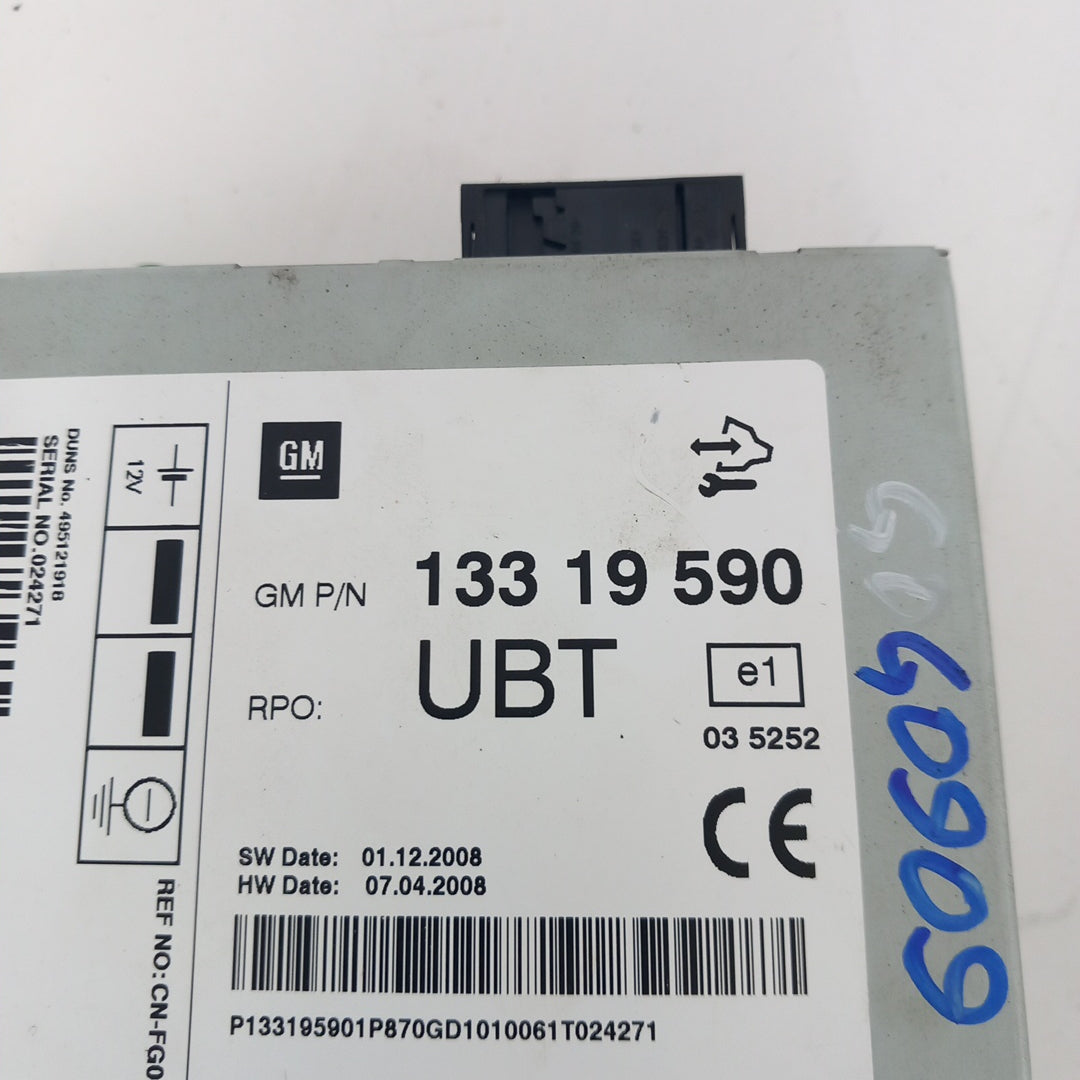 DUNS No. 495121918
SERIAL NO.024271
12V
REF NO: CN-FG0
GM
GM P/N 133 19 590
RPO: UBT
e1
03 5252
CE
SW Date: 01.12.2008
HW Date: 07.04.2008
P133195901P870GD1010061T024271